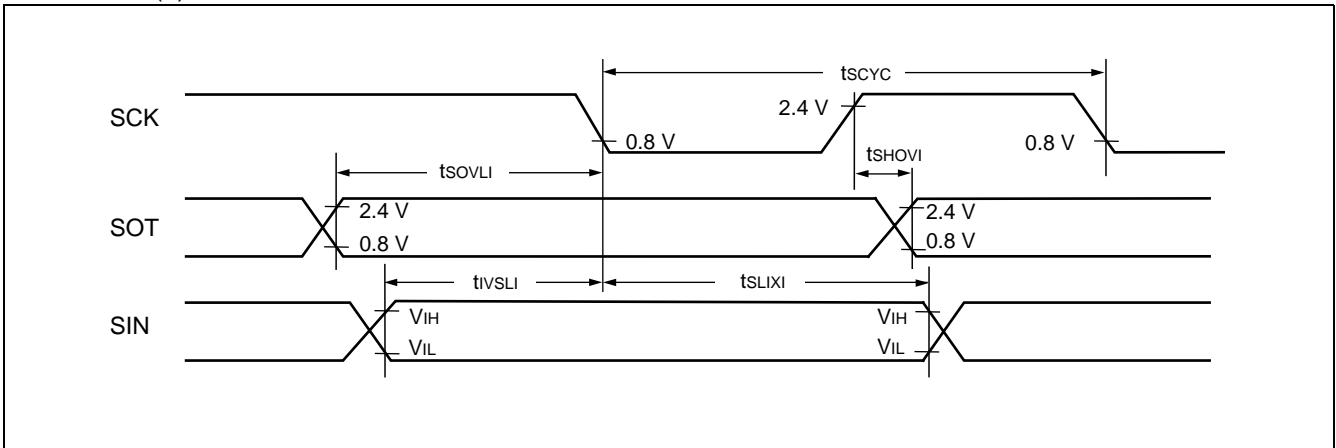 (
tSCYC
SCK
2.4 V
0.8 V
0.8 V
tSHOVI
tSOVLI
SOT
2.4 V
2.4 V
0.8 V
0.8 V
tIVSLI
tSLIXI
SIN
VIH
VIH
VIL
VIL